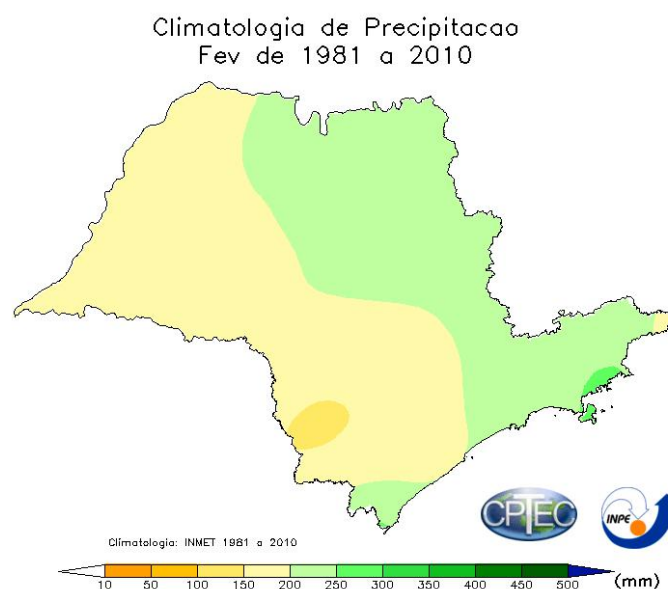 Climatologia de Precipitacao
Fev de 1981 a 2010
CPTEC
INPE
Climatologia: INMET 1981 a 2010
10 50 100 150 200 250 300 350 400 450 500 (mm)